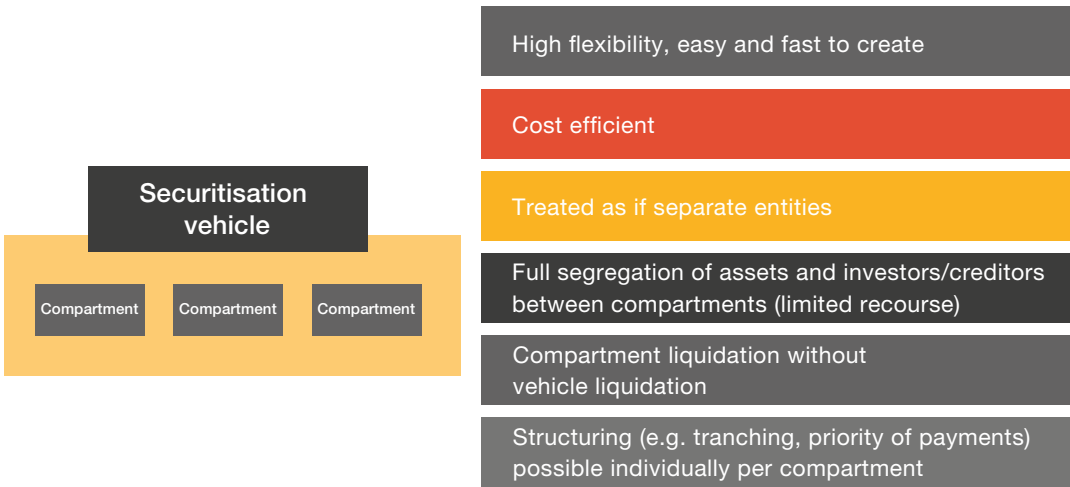 Securitisation
vehicle
Compartment
Compartment
Compartment
High flexibility, easy and fast to create
Cost efficient
Treated as if separate entities
Full segregation of assets and investors/creditors
between compartments (limited recourse)
Compartment liquidation without
vehicle liquidation
Structuring (e.g. tranching, priority of payments)
possible individually per compartment